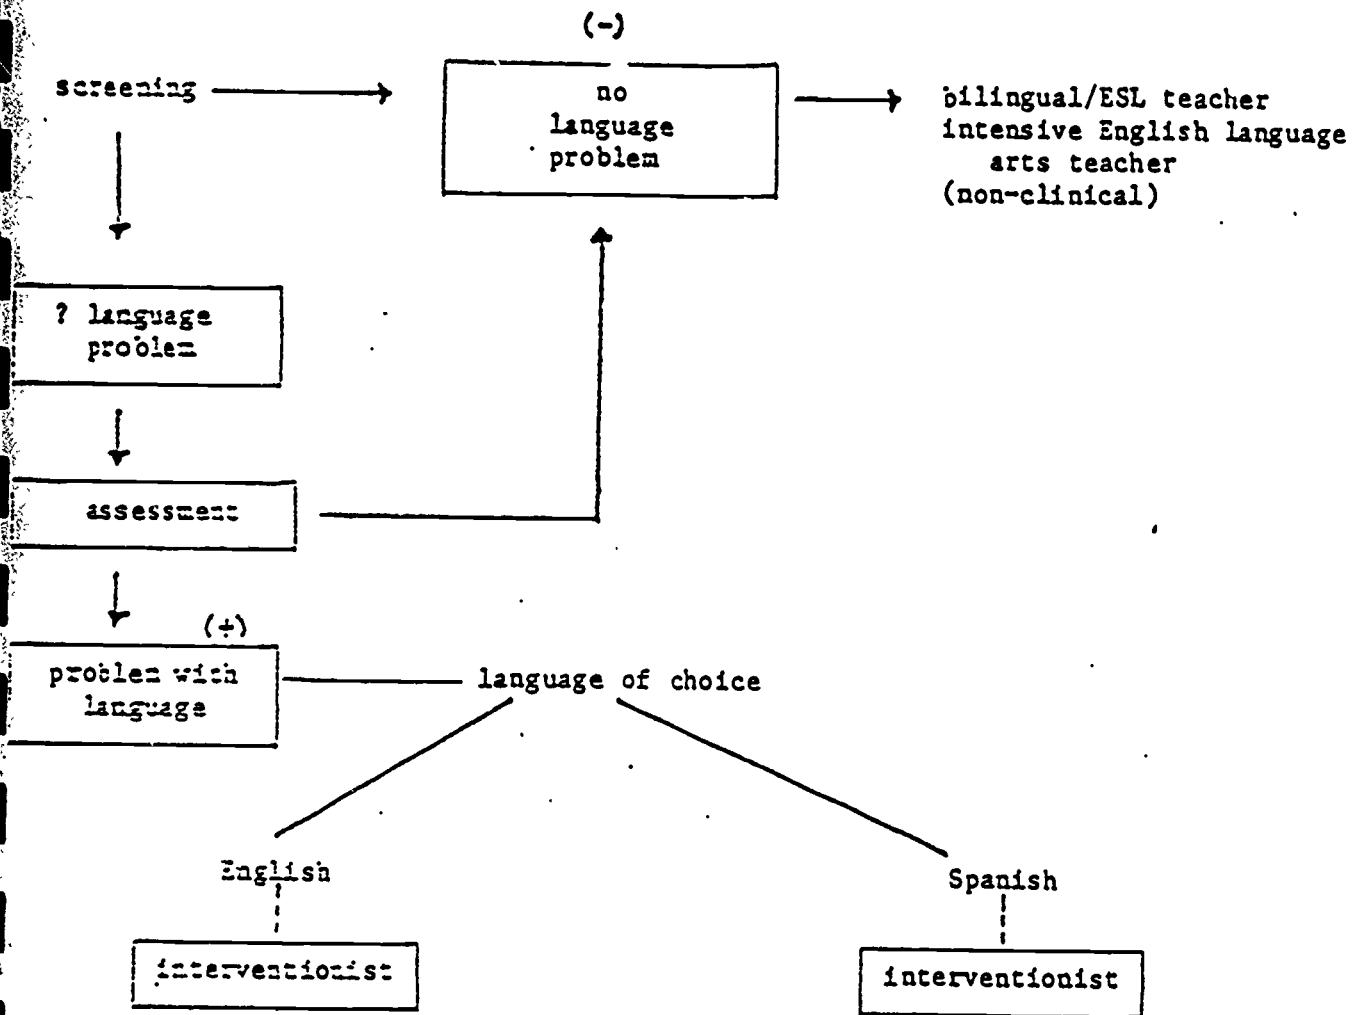 (-)
screening
no
language
problem
bilingual/ESL teacher
intensive English language
arts teacher
(non-clinical)
? language
problem
assessment
(+)
problem with
language
language of choice
English
Spanish
interventionist
interventionist